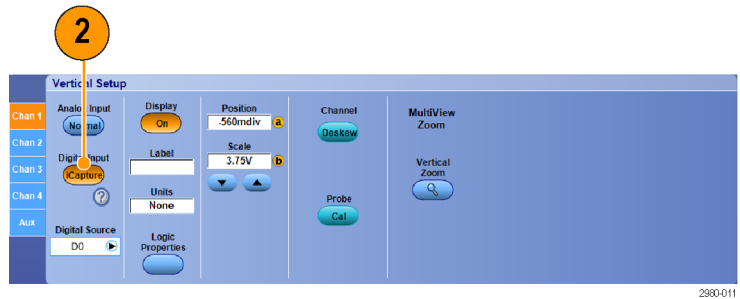 2
Vertical Setup
Chan 1
Chan 2
Chan 3
Chan 4
Aux
Analog Input
Normal
Digital Input
iCapture
?
Digital Source
D0
Display
On
Label
Units
None
Logic
Properties
Position
-560mdiv
a
Scale
3.75V
b
Channel
Deskew
Probe
Cal
MultiView
Zoom
Vertical
Zoom
2980-011